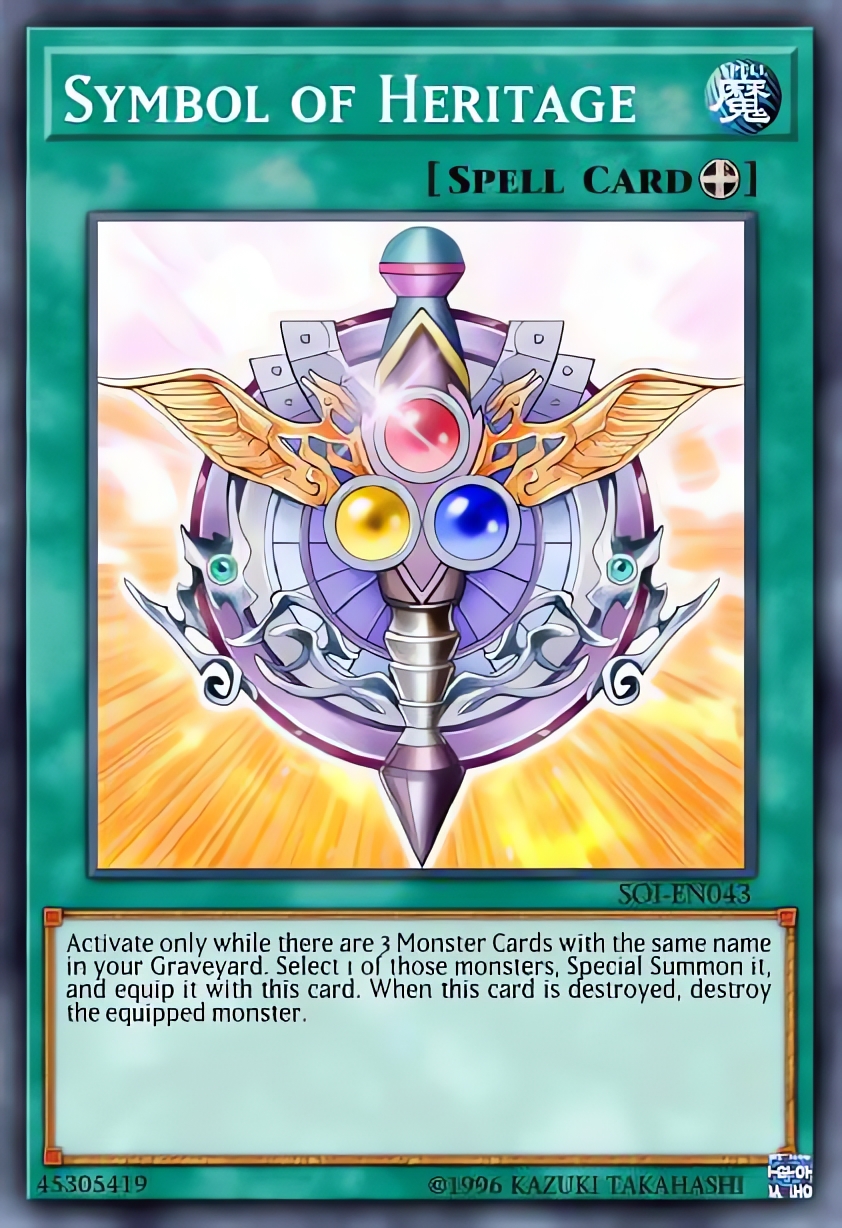 Symbol of Heritage
魔
[Spell Card]
SOI-EN043
Activate only while there are 3 Monster Cards with the same name
in your Graveyard. Select 1 of those monsters, Special Summon it,
and equip it with this card. When this card is destroyed, destroy
the equipped monster.
45305419
©1996 KAZUKI TAKAHASHI